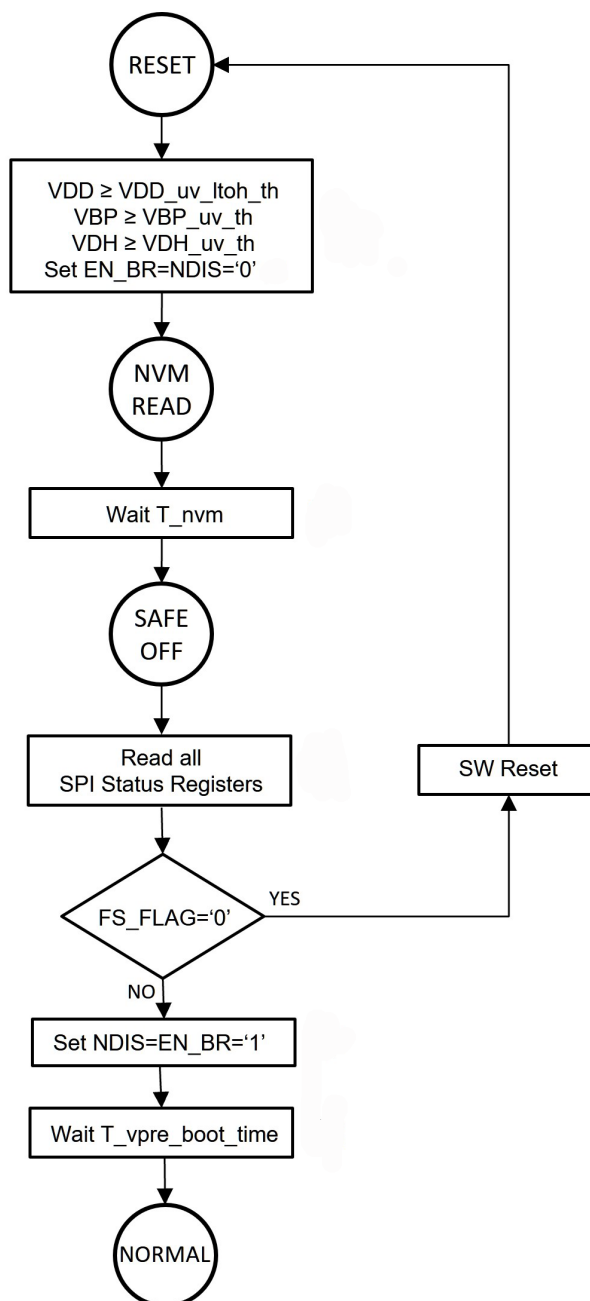 RESET
VDD ≥ VDD_uv_ltoh_th
VBP ≥ VBP_uv_th
VDH ≥ VDH_uv_th
Set EN_BR=NDIS=‘0’
NVM
READ
Wait T_nvm
SAFE
OFF
Read all
SPI Status Registers
SW Reset
FS_FLAG=‘0’
YES
NO
Set NDIS=EN_BR=‘1’
Wait T_vpre_boot_time
NORMAL